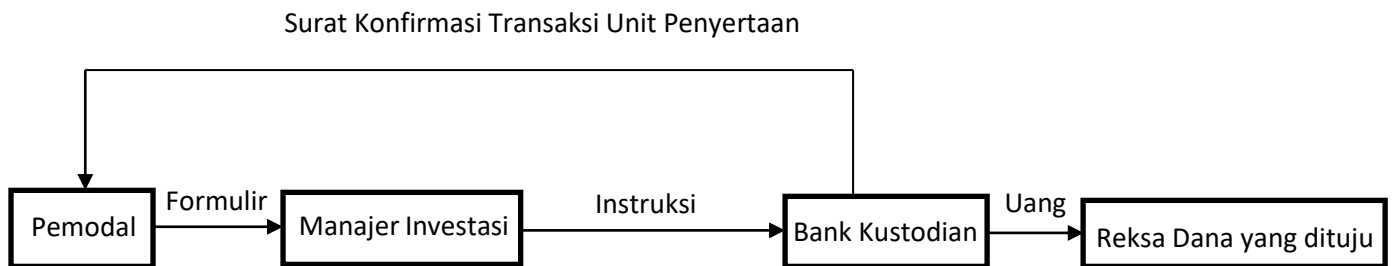 Surat Konfirmasi Transaksi Unit Penyertaan
Formulir
Instruksi
Uang
Pemodal
Manajer Investasi
Bank Kustodian
Reksa Dana yang dituju